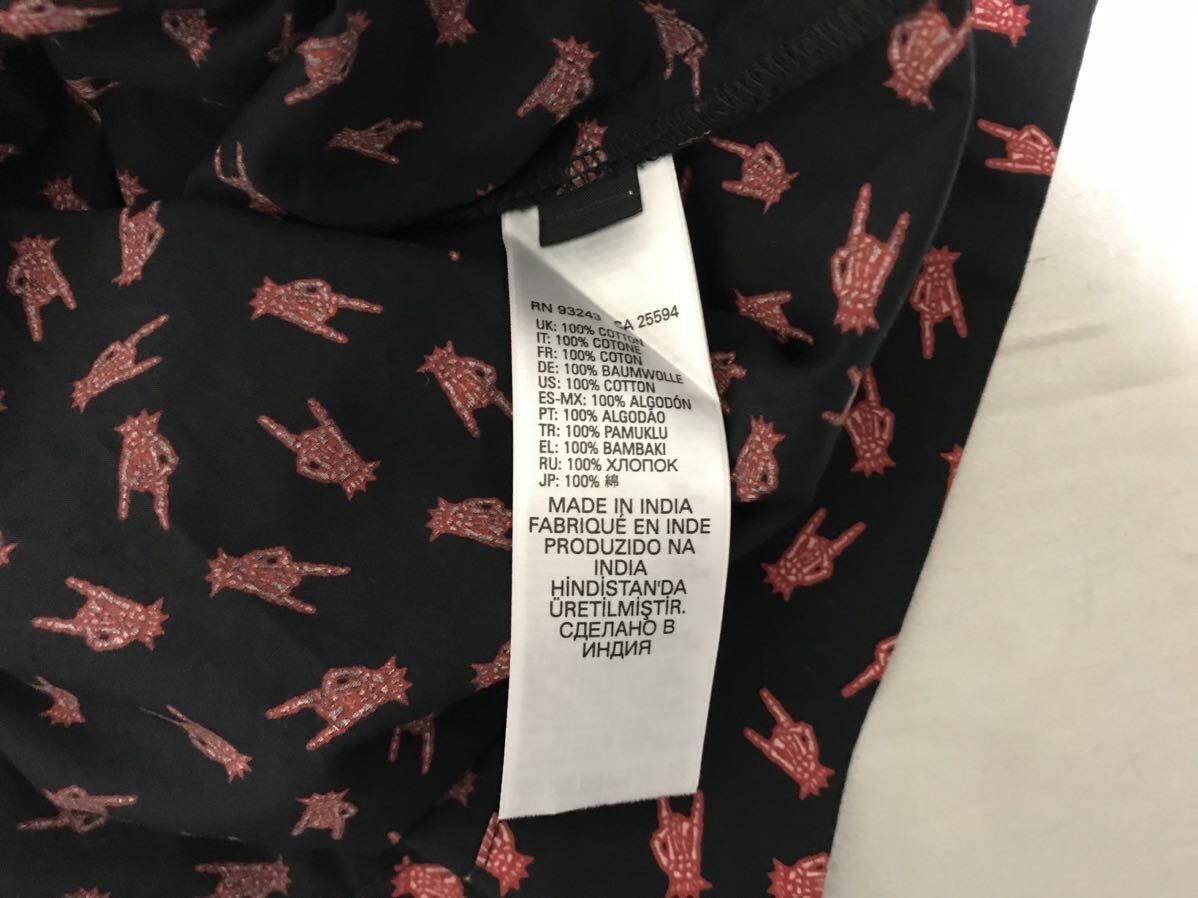 RN 93243 CA 25594
UK: 100% COTTON
IT: 100% COTONE
FR: 100% COTON
DE: 100% BAUMWOLLE
US: 100% COTTON
ES-MX: 100% ALGODÓN
PT: 100% ALGODÃO
TR: 100% PAMUKLU
EL: 100% BAMBAKI
RU: 100% ХЛОПОК
JP: 100% 綿
MADE IN INDIA
FABRIQUÉ EN INDE
PRODUZIDO NA
INDIA
HİNDİSTAN'DA
ÜRETİLMİŞTİR.
СДЕЛАНО В
ИНДИЯ